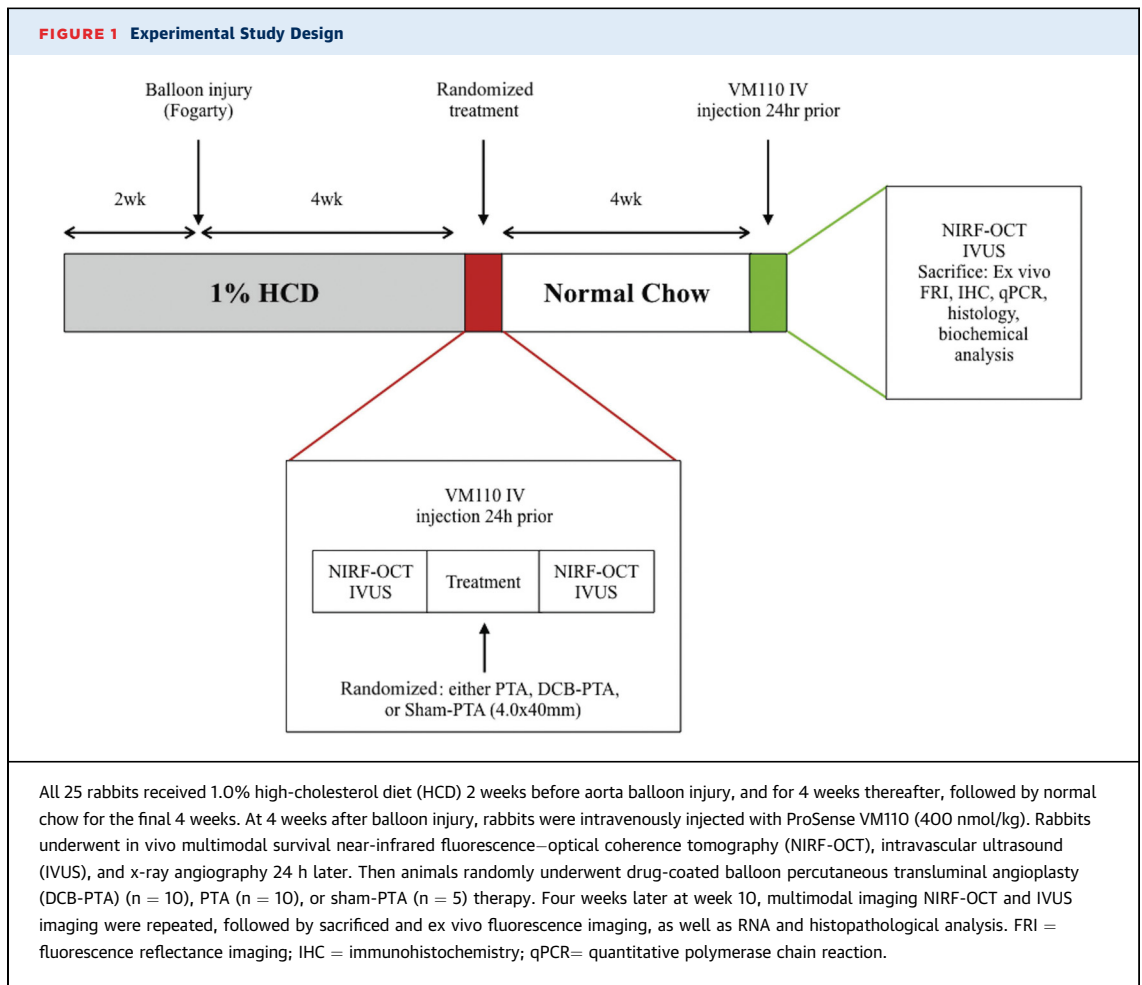 FIGURE 1 Experimental Study Design
Balloon injury
(Fogarty)
Randomized
treatment
VM110 IV
injection 24hr prior
2wk
4wk
4wk
1% HCD
Normal Chow
NIRF-OCT
IVUS
Sacrifice: Ex vivo
FRI, IHC, qPCR,
histology,
biochemical
analysis
VM110 IV
injection 24h prior
NIRF-OCT
IVUS
Treatment
NIRF-OCT
IVUS
Randomized: either PTA, DCB-PTA,
or Sham-PTA (4.0x40mm)
All 25 rabbits received 1.0% high-cholesterol diet (HCD) 2 weeks before aorta balloon injury, and for 4 weeks thereafter, followed by normal
chow for the final 4 weeks. At 4 weeks after balloon injury, rabbits were intravenously injected with ProSense VM110 (400 nmol/kg). Rabbits
underwent in vivo multimodal survival near-infrared fluorescence–optical coherence tomography (NIRF-OCT), intravascular ultrasound
(IVUS), and x-ray angiography 24 h later. Then animals randomly underwent drug-coated balloon percutaneous transluminal angioplasty
(DCB-PTA) (n = 10), PTA (n = 10), or sham-PTA (n = 5) therapy. Four weeks later at week 10, multimodal imaging NIRF-OCT and IVUS
imaging were repeated, followed by sacrificed and ex vivo fluorescence imaging, as well as RNA and histopathological analysis. FRI =
fluorescence reflectance imaging; IHC = immunohistochemistry; qPCR= quantitative polymerase chain reaction.